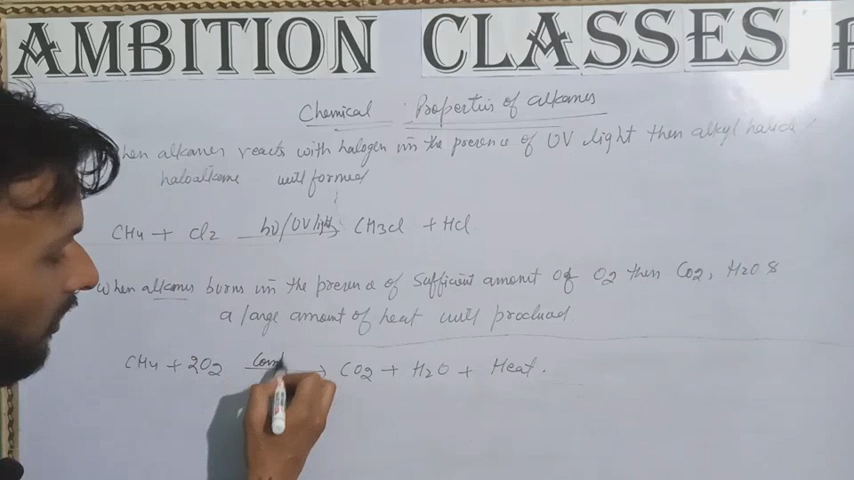 AMBITION CLASSES
Chemical Properties of alkanes
hen alkanes reacts with halogen in the presence of UV light then alkyl halide /
haloalkane will formed
CH4 + Cl2 hν/UV light CH3Cl + HCl
when alkanes burns in the presence of sufficient amount of O2 then CO2, H2O &
a large amount of heat will produced
CH4 + 2O2 Com → CO2 + H2O + Heat.